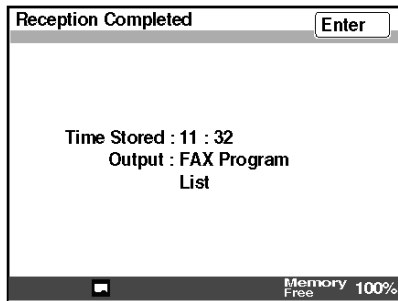 Reception Completed
Enter
Time Stored : 11 : 32
Output : FAX Program
List
Memory
Free 100%